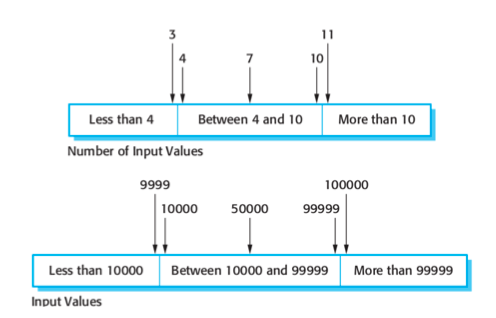 3 11
4 7 10
Less than 4 Between 4 and 10 More than 10
Number of Input Values
9999 100000
10000 50000 99999
Less than 10000 Between 10000 and 99999 More than 99999
Input Values